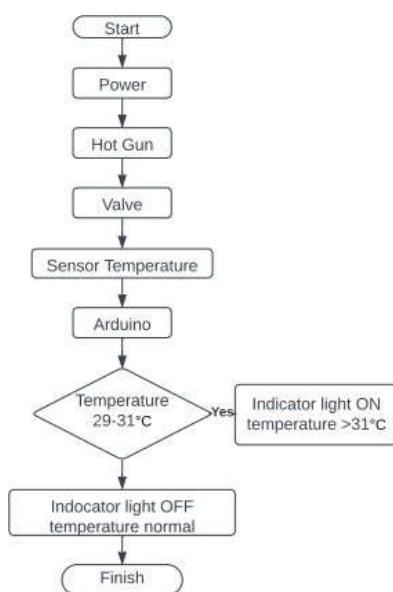 Start
Power
Hot Gun
Valve
Sensor Temperature
Arduino
Temperature
29-31°C
Yes
Indicator light ON
temperature >31°C
Indocator light OFF
temperature normal
Finish